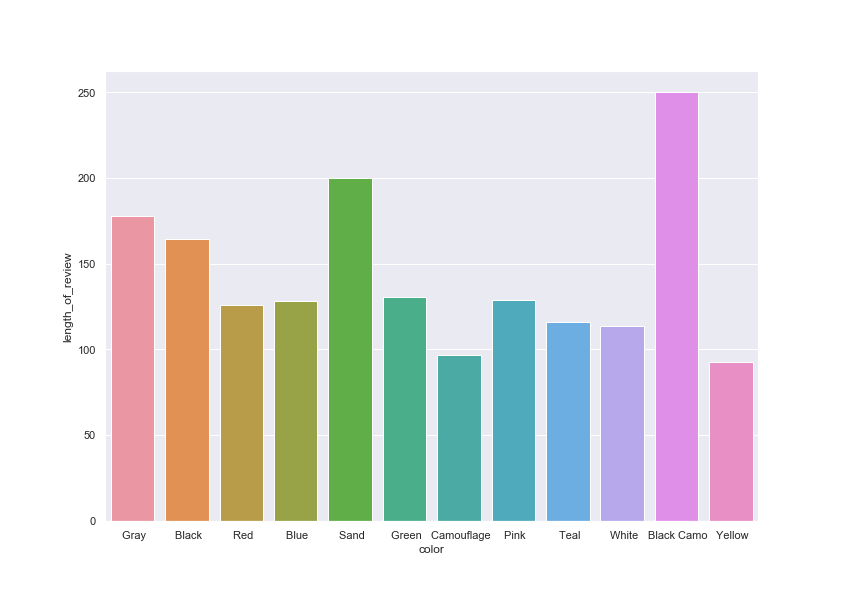 250
200
150
100
50
0
length_of_review
Gray Black Red Blue Sand Green Camouflage Pink Teal White Black Camo Yellow
color